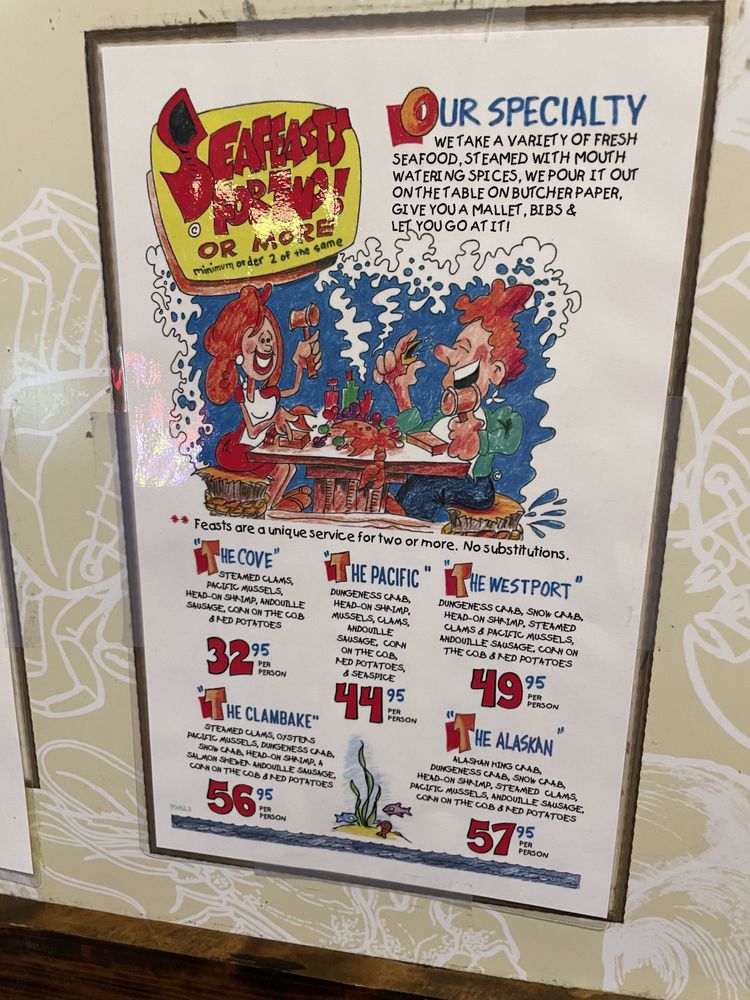 SEAFEASTS
FOR TWO!
©
OR MORE
minimum order 2 of the same
OUR SPECIALTY
WE TAKE A VARIETY OF FRESH
SEAFOOD, STEAMED WITH MOUTH
WATERING SPICES, WE POUR IT OUT
ON THE TABLE ON BUTCHER PAPER,
GIVE YOU A MALLET, BIBS &
LET YOU GO AT IT!
©
** Feasts are a unique service for two or more. No substitutions.
"THE COVE"
STEAMED CLAMS,
PACIFIC MUSSELS,
HEAD-ON SHRIMP, ANDOUILLE
SAUSAGE, CORN ON THE COB
& RED POTATOES
32 95
PER
PERSON
"THE PACIFIC"
DUNGENESS CRAB,
HEAD-ON SHRIMP,
MUSSELS, CLAMS,
ANDOUILLE
SAUSAGE, CORN
ON THE COB,
RED POTATOES,
& SEASPICE
44 95
PER
PERSON
"THE WESTPORT"
DUNGENESS CRAB, SNOW CRAB,
HEAD-ON SHRIMP, STEAMED
CLAMS & PACIFIC MUSSELS,
ANDOUILLE SAUSAGE, CORN ON
THE COB & RED POTATOES
49 95
PER
PERSON
"THE CLAMBAKE"
STEAMED CLAMS, OYSTERS
PACIFIC MUSSELS, DUNGENESS CRAB,
SNOW CRAB, HEAD-ON SHRIMP, A
SALMON SKEWER ANDOUILLE SAUSAGE,
CORN ON THE COB & RED POTATOES
56 95
PER
PERSON
"THE ALASKAN"
ALASKAN KING CRAB,
DUNGENESS CRAB, SNOW CRAB,
HEAD-ON SHRIMP, STEAMED CLAMS,
PACIFIC MUSSELS, ANDOUILLE SAUSAGE,
CORN ON THE COB & RED POTATOES
57 95
PER
PERSON